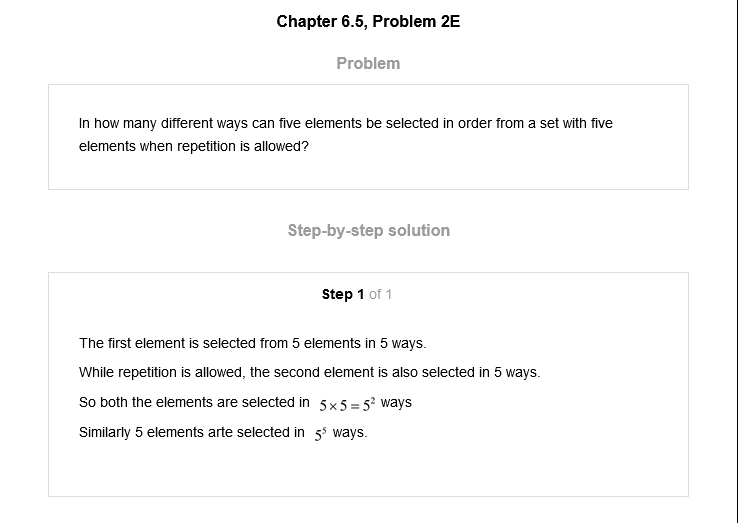 Chapter 6.5, Problem 2E
Problem
In how many different ways can five elements be selected in order from a set with five
elements when repetition is allowed?
Step-by-step solution
Step 1 of 1
The first element is selected from 5 elements in 5 ways.
While repetition is allowed, the second element is also selected in 5 ways.
So both the elements are selected in 5×5=5² ways
Similarly 5 elements arte selected in 5⁵ ways.